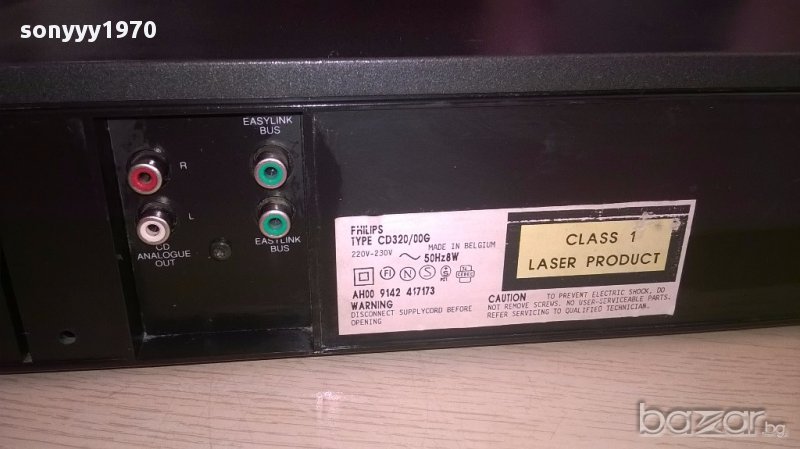 sonyyy1970
EASYLINK
BUS
R
L
EASYLINK
BUS
CD
ANALOGUE
OUT
PHILIPS
TYPE CD320/00G
MADE IN BELGIUM
220V-230V ~ 50Hz8W
AH00 9142 417173
WARNING
DISCONNECT SUPPLYCORD BEFORE
OPENING
CAUTION TO PREVENT ELECTRIC SHOCK, DO
NOT REMOVE SCREWS. NO USER-SERVICEABLE PARTS.
REFER SERVICING TO QUALIFIED TECHNICIAN.
CLASS 1
LASER PRODUCT
bazar.bg